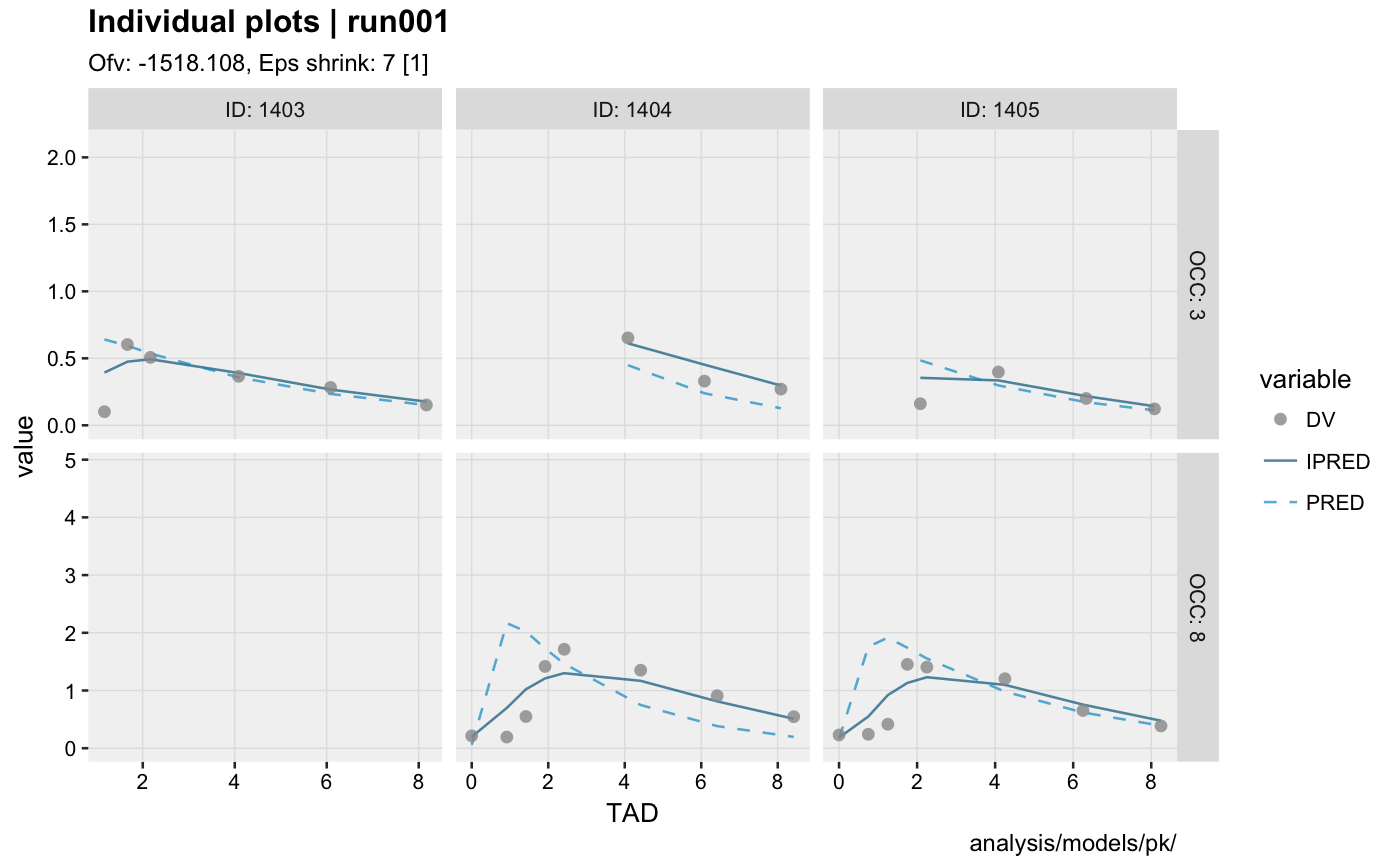 Individual plots | run001
Ofv: -1518.108, Eps shrink: 7 [1]
ID: 1403
ID: 1404
ID: 1405
2.0
1.5
1.0
0.5
0.0
OCC: 3
5
4
3
2
1
0
OCC: 8
value
2 4 6 8
0 2 4 6 8
0 2 4 6 8
TAD
analysis/models/pk/
variable
DV
IPRED
PRED